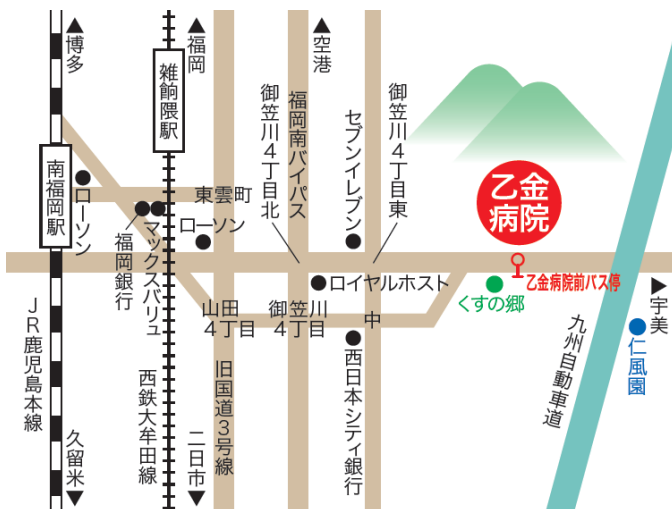 ▲博多
▲福岡
▲空港
雑餉隈駅
御笠川4丁目北
福岡南バイパス
セブンイレブン
御笠川4丁目東
南福岡駅
ローソン
東雲町
乙金
病院
福岡銀行
マックスバリュ
ローソン
ロイヤルホスト
乙金病院前バス停
くすの郷
▶宇美
山田
4丁目
御笠川
4丁目
中
JR鹿児島本線
西鉄大牟田線
旧国道3号線
西日本シティ銀行
九州自動車道
仁風園
久留米▼
二日市▼